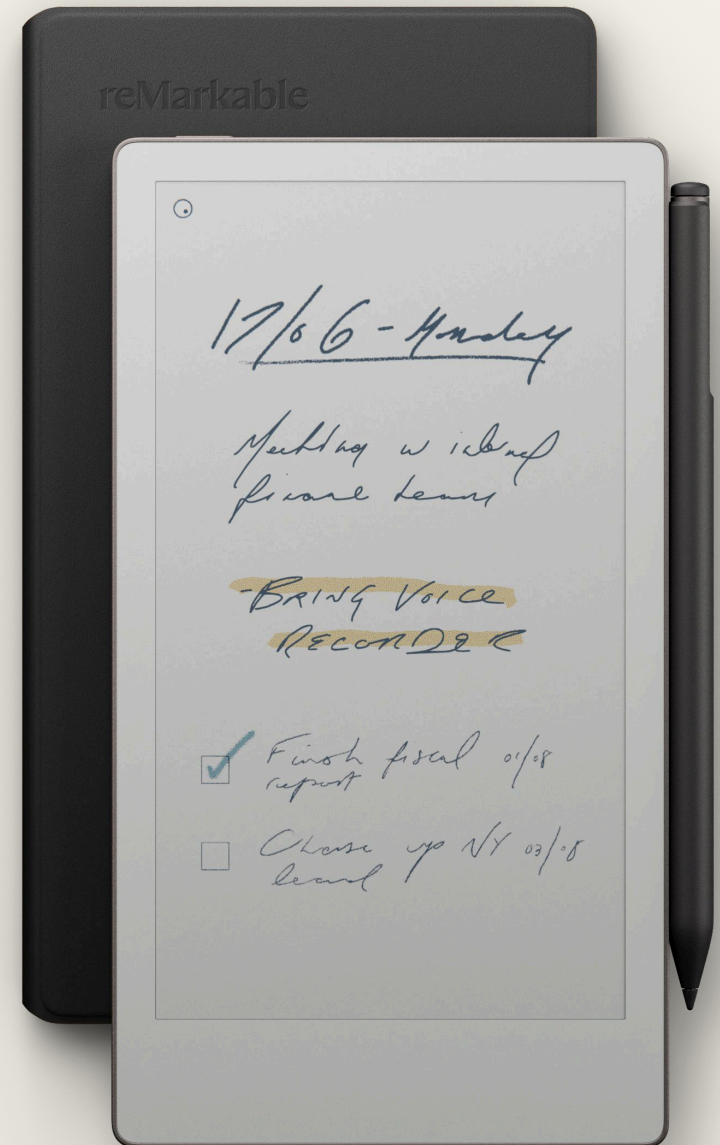 reMarkable
17/06 - Monday
Meeting w internal
finance team
-BRING VOICE
RECORDER
Finish fiscal 01/08
report
Chase up NY 03/08
lead